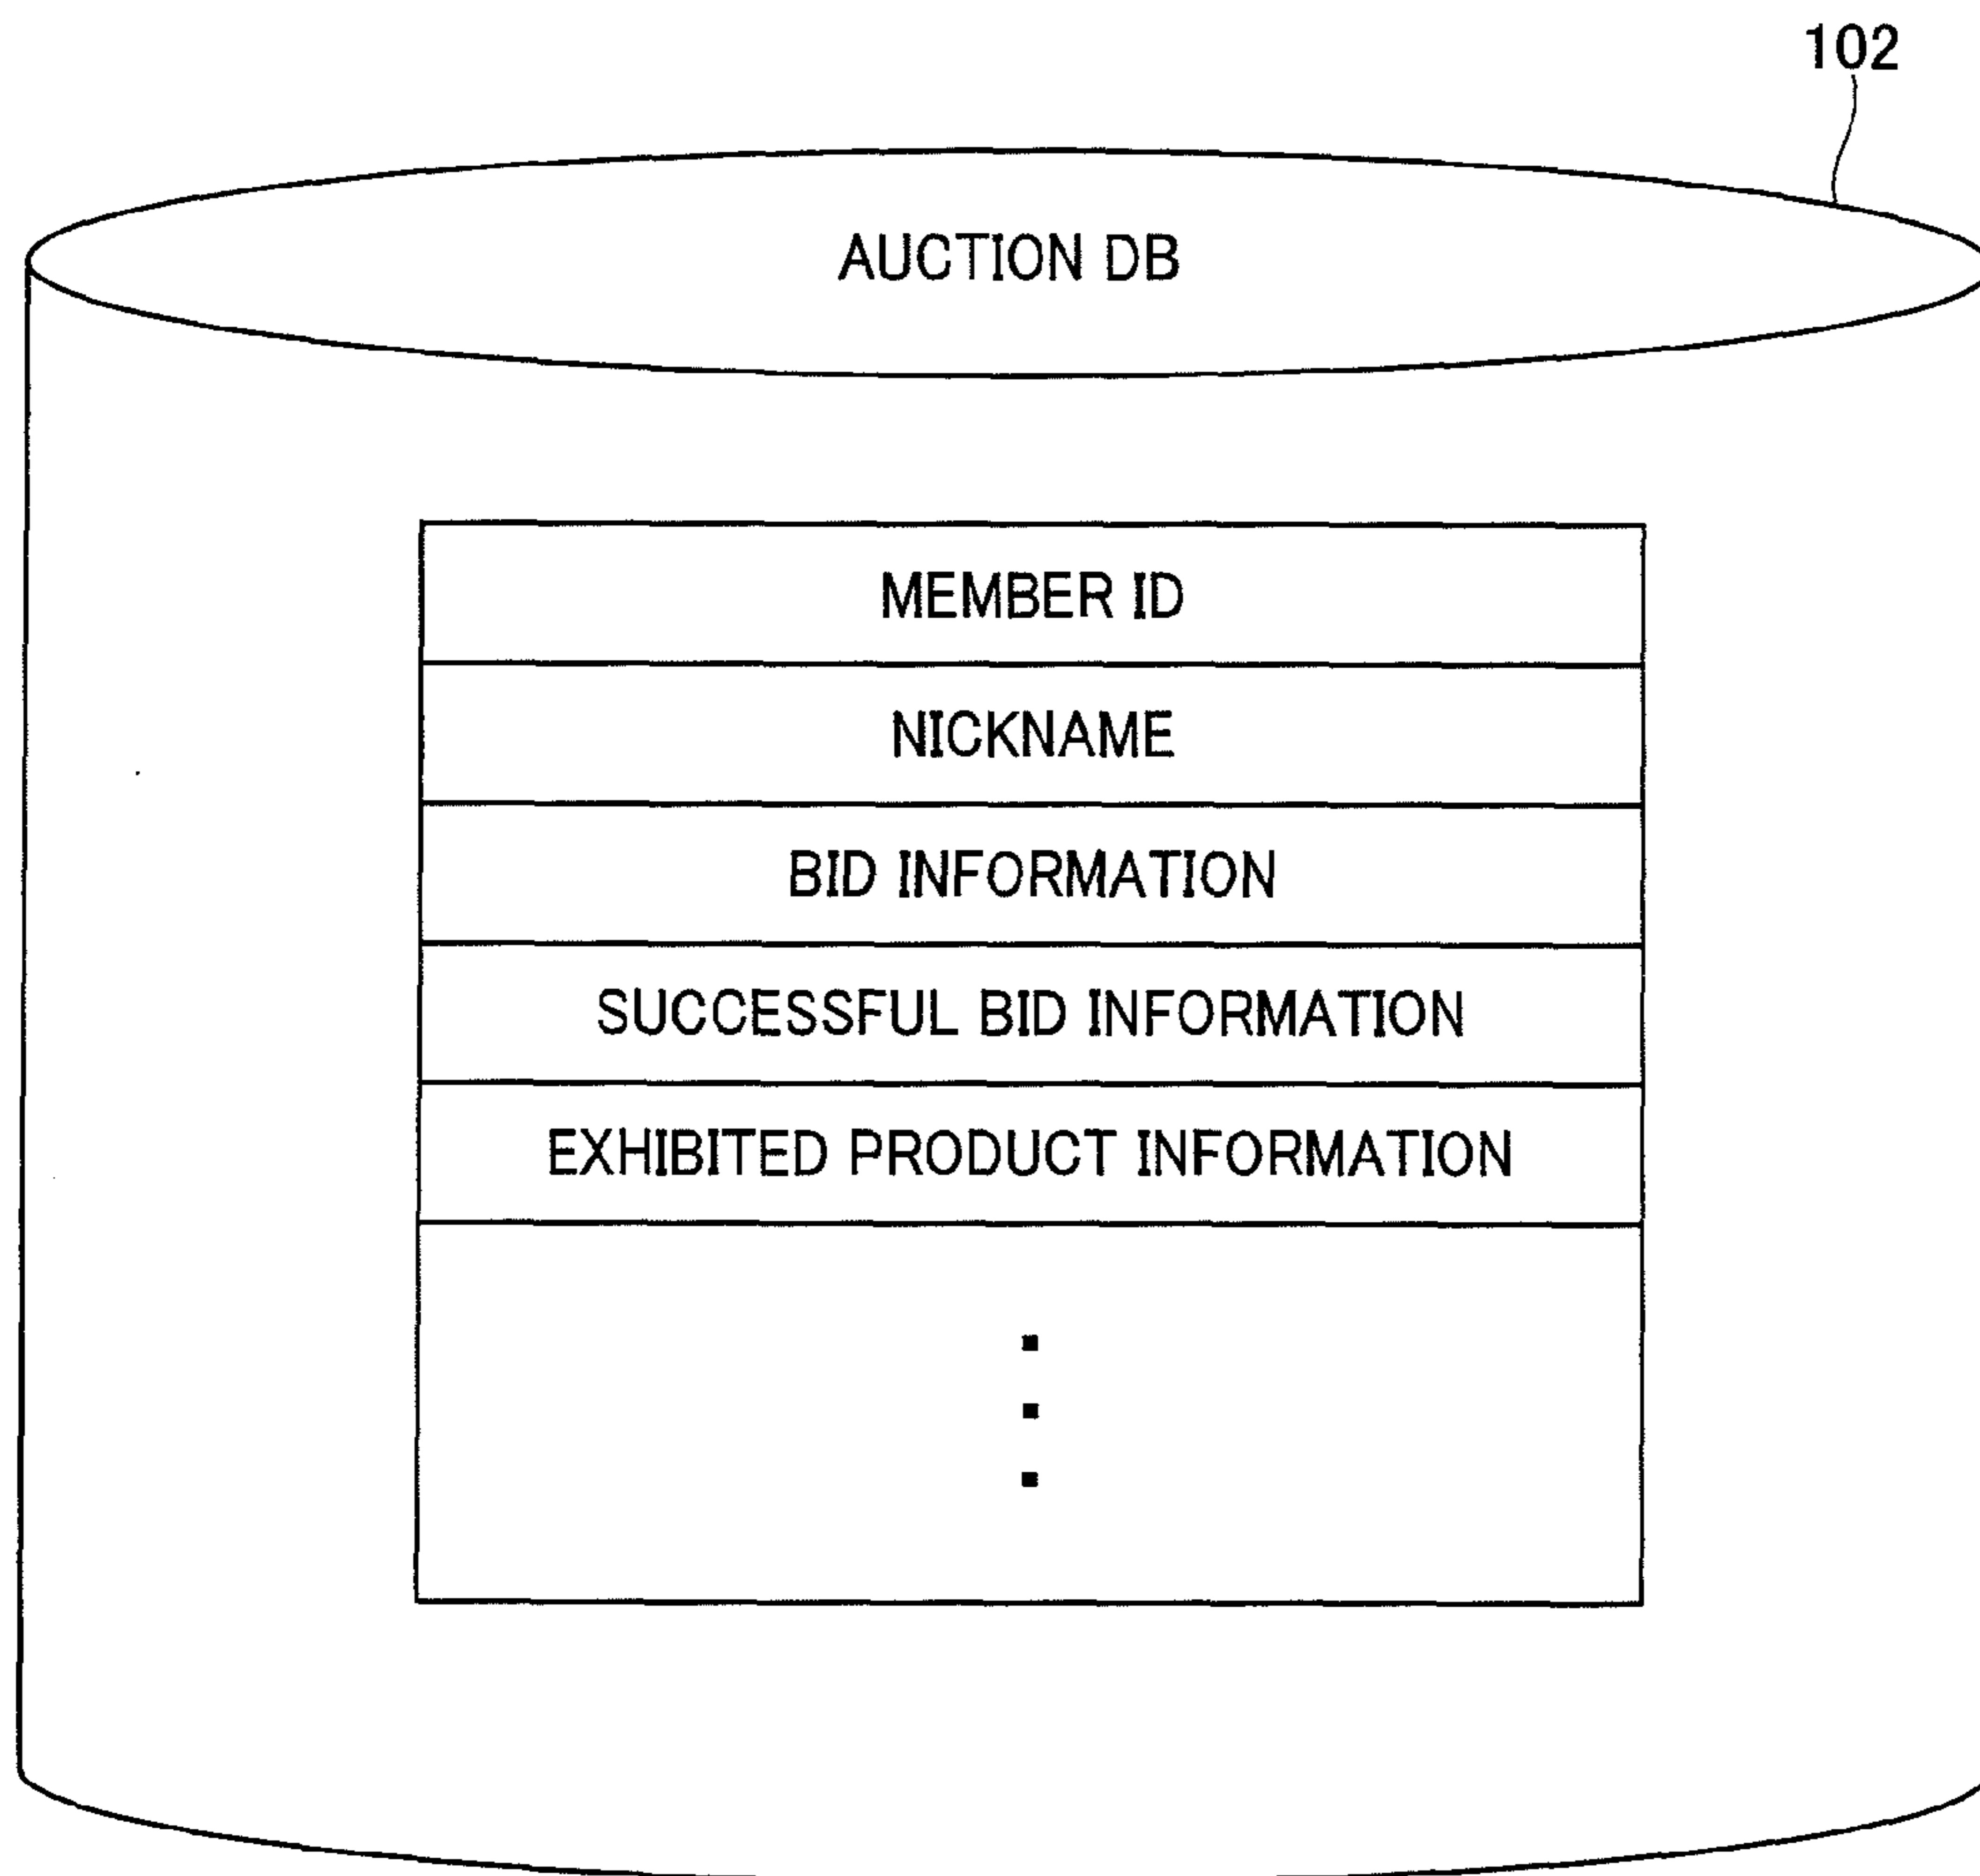 102
AUCTION DB
MEMBER ID
NICKNAME
BID INFORMATION
SUCCESSFUL BID INFORMATION
EXHIBITED PRODUCT INFORMATION